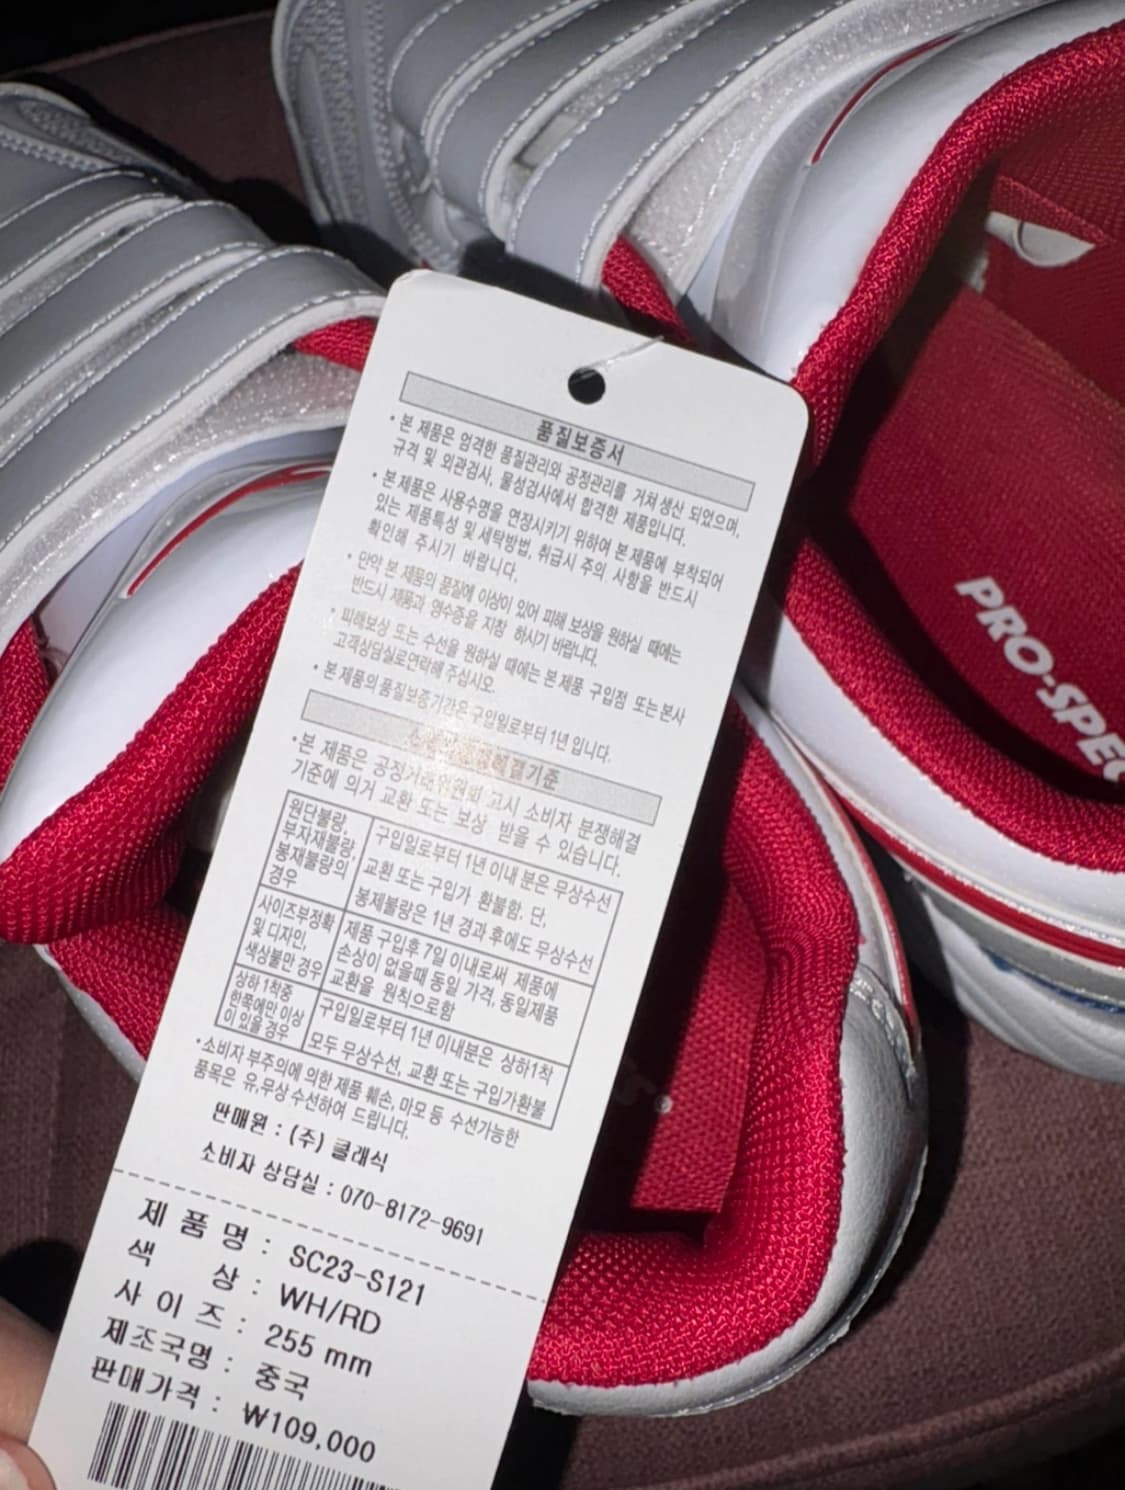 품질보증서
• 본 제품은 엄격한 품질관리와 공정관리를 거쳐 생산 되었으며,
규격 및 외관검사, 물성검사에서 합격한 제품입니다.
• 본 제품은 사용수명을 연장시키기 위하여 본 제품에 부착되어
있는 제품특성 및 세탁방법, 취급시 주의 사항을 반드시
확인해 주시기 바랍니다.
• 만약 본 제품의 품질에 이상이 있어 피해 보상을 원하실 때에는
반드시 제품과 영수증을 지참 하시기 바랍니다.
• 피해보상 또는 수선을 원하실 때에는 본 제품 구입점 또는 본사
고객상담실로연락해 주십시오.
• 본 제품의 품질보증기간은 구입일로부터 1년 입니다.
해결기준
• 본 제품은 공정거래위원회 고시 소비자 분쟁해결
기준에 의거 교환 또는 보상 받을 수 있습니다.
원단불량,
부자재불량,
봉재불량의
경우
구입일로부터 1년 이내 분은 무상수선
교환 또는 구입가 환불함. 단,
봉제불량은 1년 경과 후에도 무상수선
사이즈부정확
및 디자인,
색상불만 경우
제품 구입후 7일 이내로써 제품에
손상이 없을때 동일 가격, 동일제품
교환을 원칙으로함
상하 1착중
한쪽에만 이상
이 있을 경우
구입일로부터 1년 이내분은 상하1착
모두 무상수선, 교환 또는 구입가환불
• 소비자 부주의에 의한 제품 훼손, 마모 등 수선가능한
품목은 유,무상 수선하여 드립니다.
판매원 : (주) 클래식
소비자 상담실 : 070-8172-9691
제 품 명 : SC23-S121
색 상 : WH/RD
사 이 즈 : 255 mm
제조국명 : 중국
판매가격 : ₩109,000
PRO-SPEC